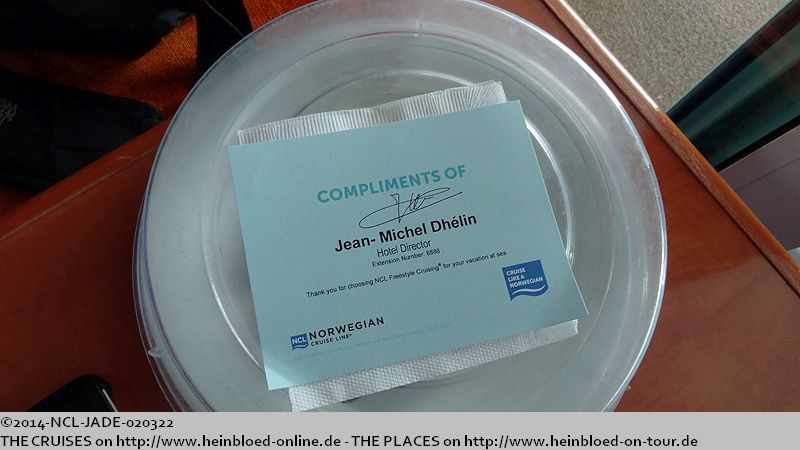 COMPLIMENTS OF
Jean- Michel Dhélin
Hotel Director
Extension Number: 8888
Thank you for choosing NCL Freestyle Cruising® for your vacation at sea.
CRUISE
LIKE A
NORWEGIAN
NCL NORWEGIAN
CRUISE LINE®
©2014-NCL-JADE-020322
THE CRUISES on http://www.heinbloed-online.de - THE PLACES on http://www.heinbloed-on-tour.de